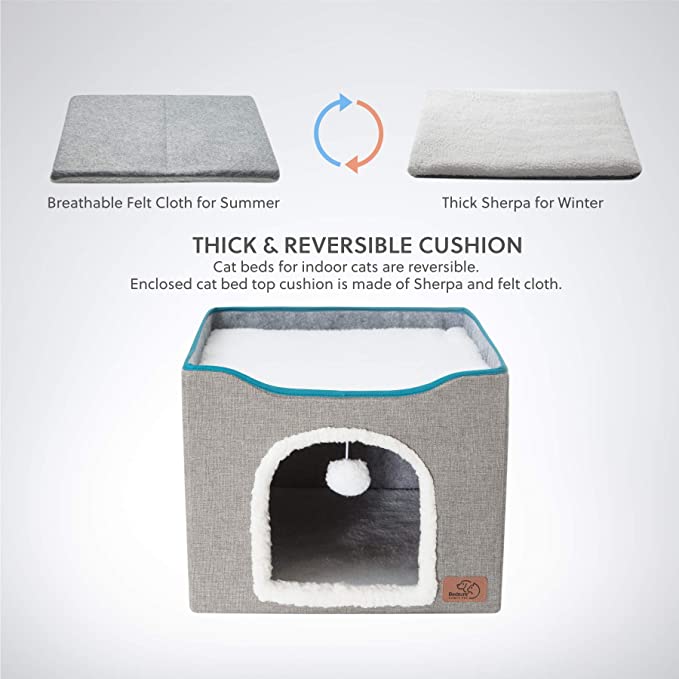 Breathable Felt Cloth for Summer
Thick Sherpa for Winter
THICK & REVERSIBLE CUSHION
Cat beds for indoor cats are reversible.
Enclosed cat bed top cushion is made of Sherpa and felt cloth.
Bedsure